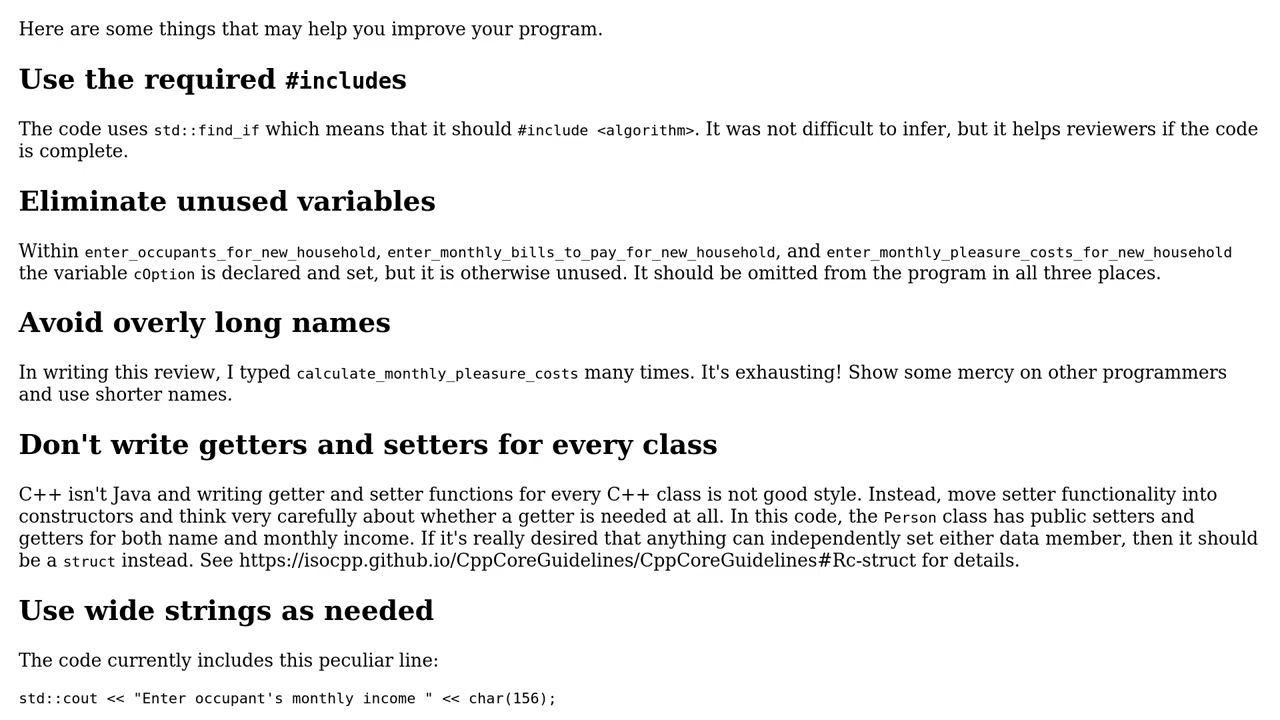 Here are some things that may help you improve your program.
Use the required #includes
The code uses std::find_if which means that it should #include <algorithm>. It was not difficult to infer, but it helps reviewers if the code
is complete.
Eliminate unused variables
Within enter_occupants_for_new_household, enter_monthly_bills_to_pay_for_new_household, and enter_monthly_pleasure_costs_for_new_household
the variable cOption is declared and set, but it is otherwise unused. It should be omitted from the program in all three places.
Avoid overly long names
In writing this review, I typed calculate_monthly_pleasure_costs many times. It's exhausting! Show some mercy on other programmers
and use shorter names.
Don't write getters and setters for every class
C++ isn't Java and writing getter and setter functions for every C++ class is not good style. Instead, move setter functionality into
constructors and think very carefully about whether a getter is needed at all. In this code, the Person class has public setters and
getters for both name and monthly income. If it's really desired that anything can independently set either data member, then it should
be a struct instead. See https://isocpp.github.io/CppCoreGuidelines/CppCoreGuidelines#Rc-struct for details.
Use wide strings as needed
The code currently includes this peculiar line:
std::cout << "Enter occupant's monthly income " << char(156);